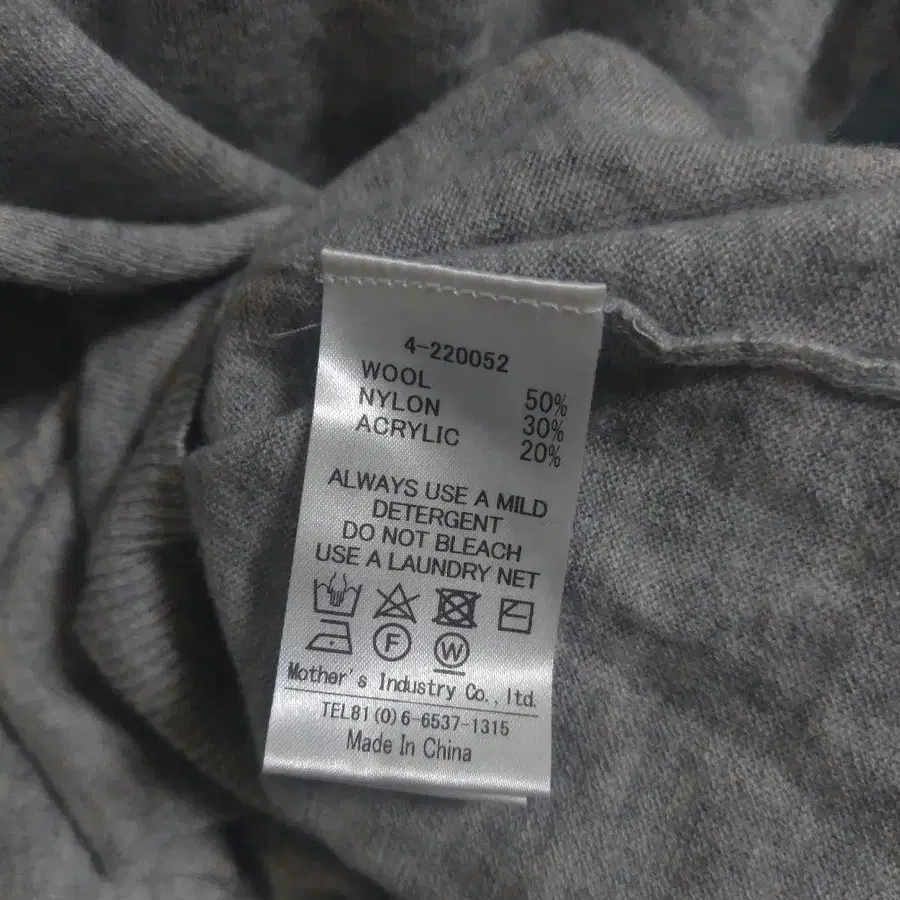 4-220052
WOOL 50%
NYLON 30%
ACRYLIC 20%
ALWAYS USE A MILD
DETERGENT
DO NOT BLEACH
USE A LAUNDRY NET
F W
Mother's Industry Co., ltd.
TEL81(0)6-6537-1315
Made In China